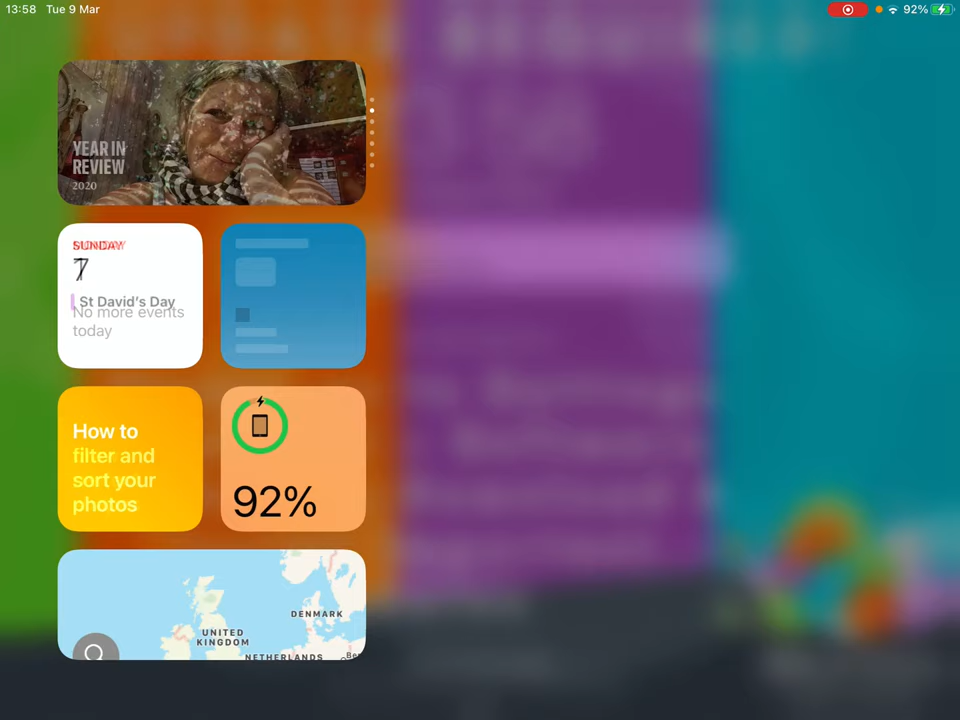 13:58 Tue 9 Mar
92%
YEAR IN
REVIEW
2020
SUNDAY
7
St David's Day
No more events
today
How to
filter and
sort your
photos
92%
DENMARK
UNITED
KINGDOM
NETHERLANDS